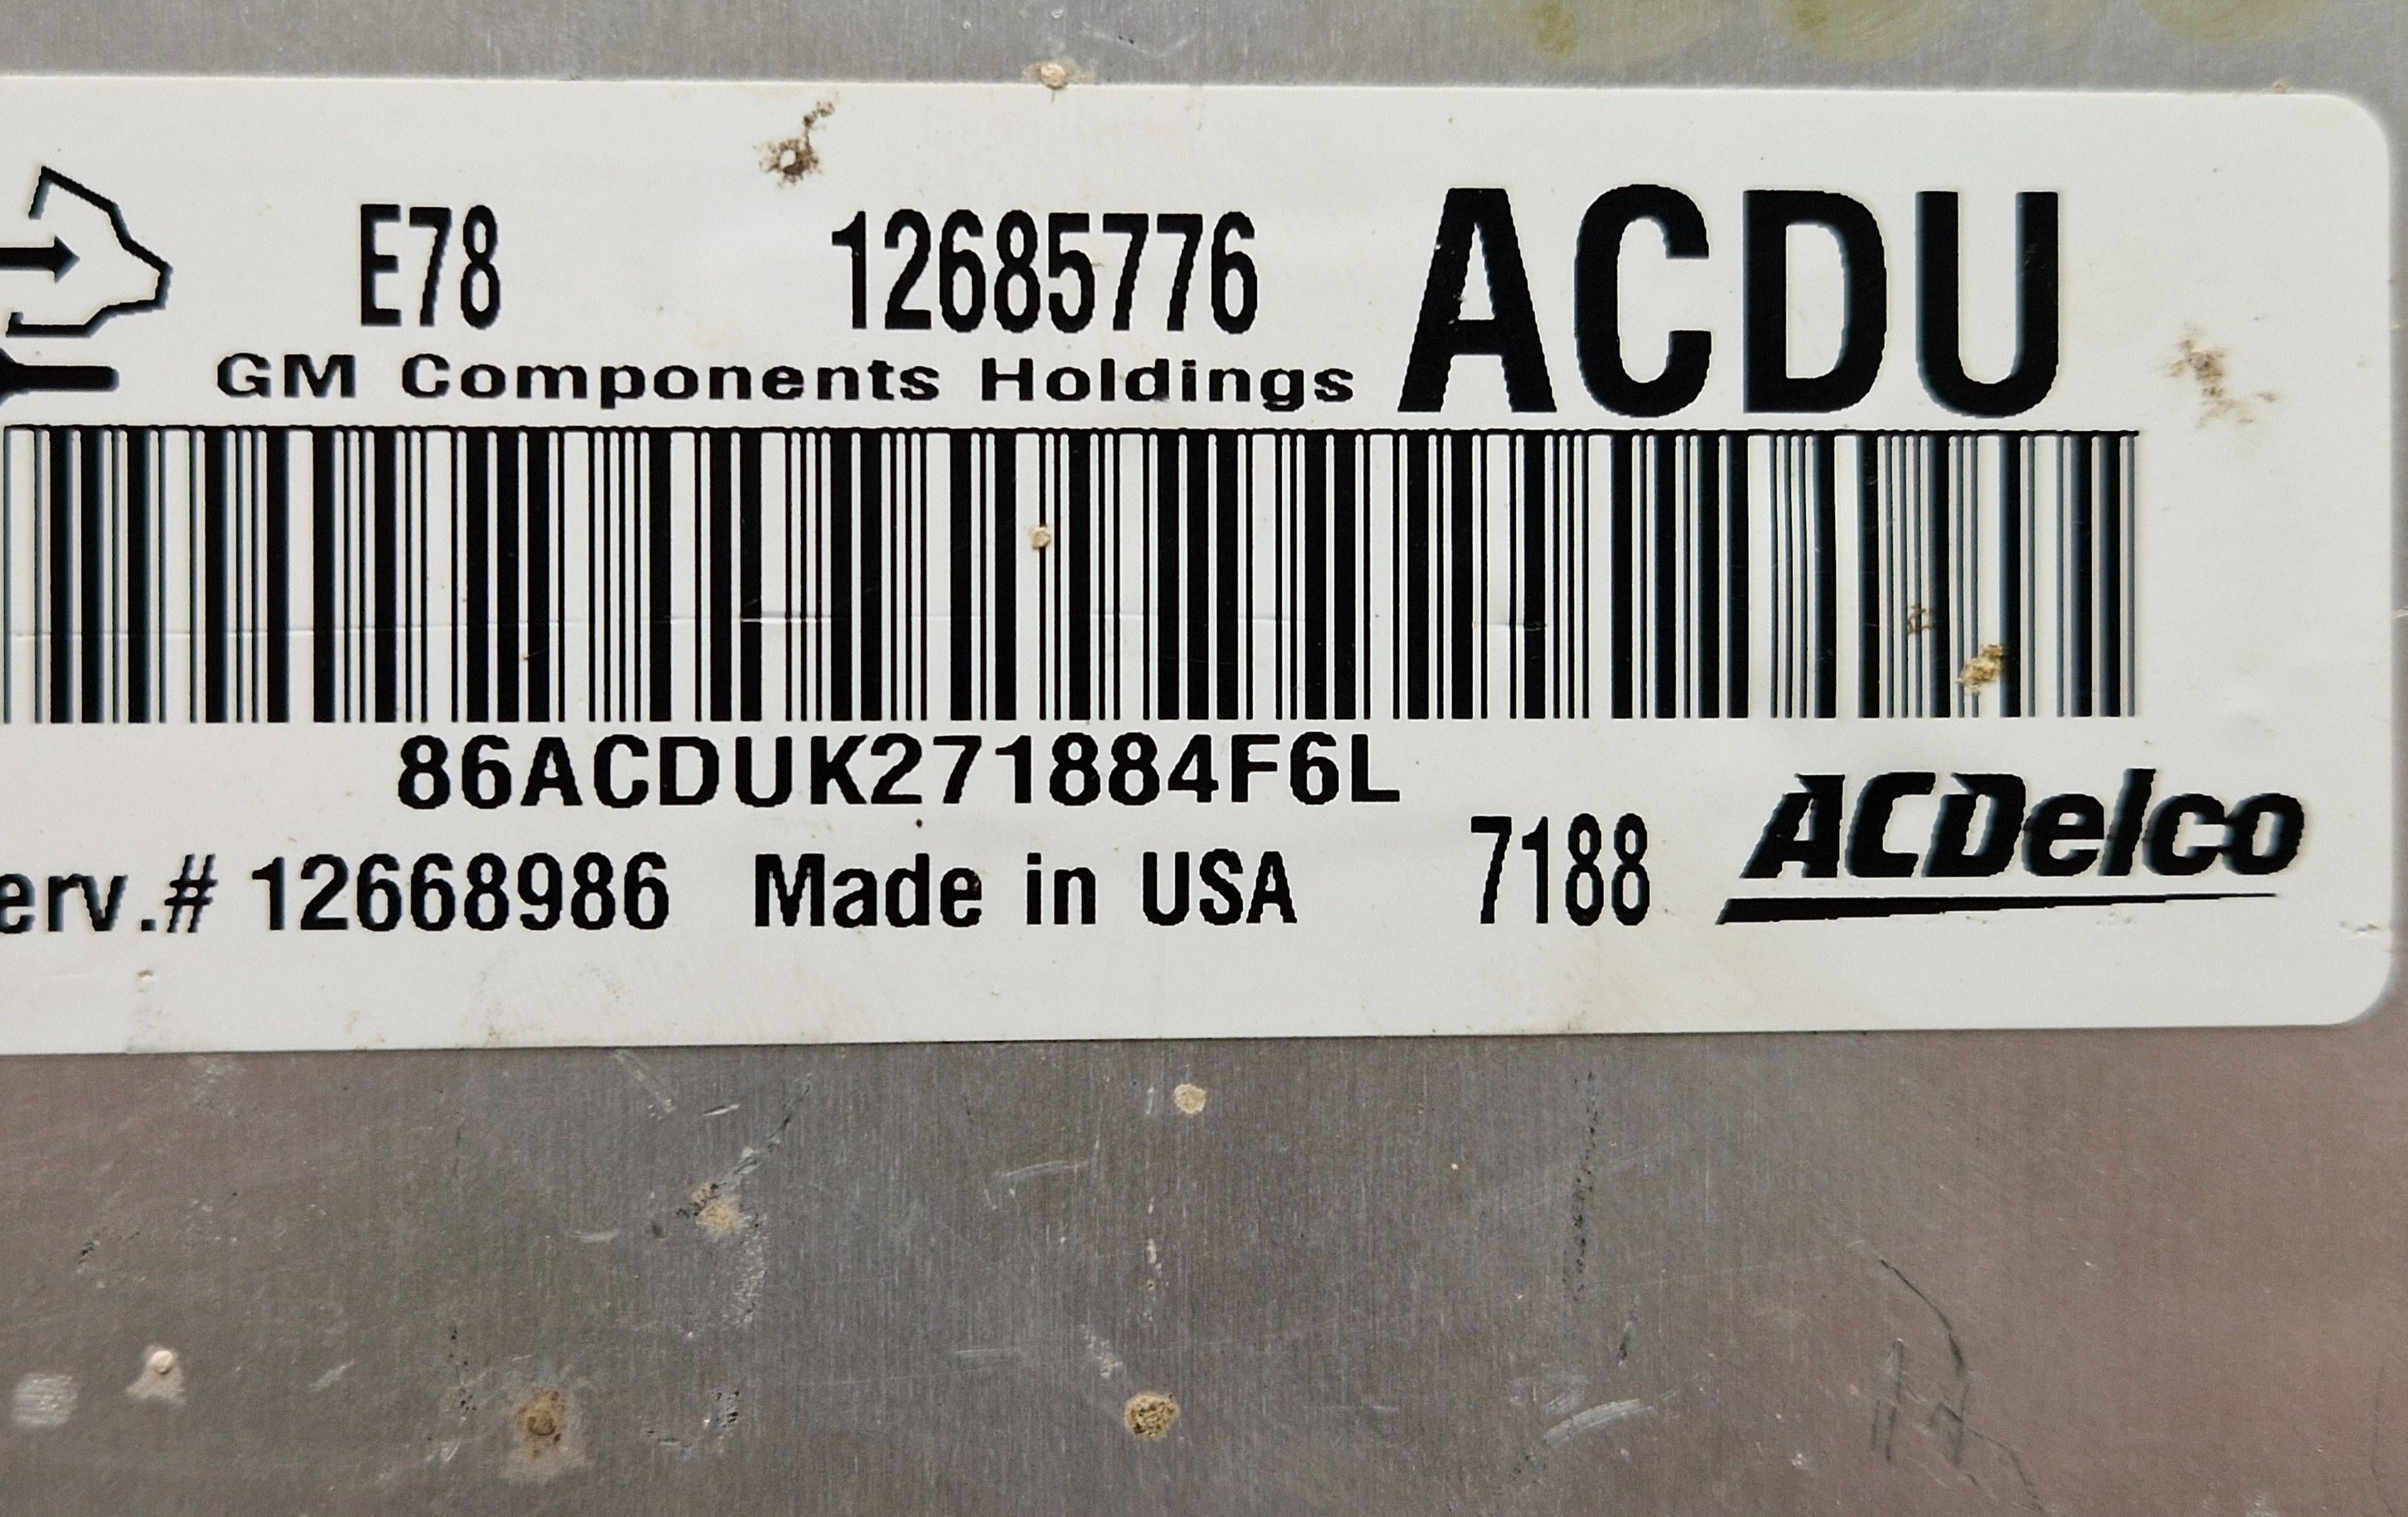 E78 12685776 ACDU
GM Components Holdings
86ACDUK271884F6L
erv.# 12668986 Made in USA 7188 ACDelco